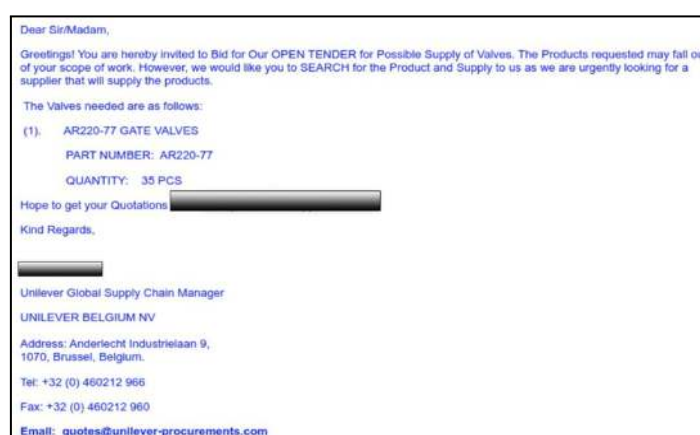 Dear Sir/Madam,
Greetings! You are hereby invited to Bid for Our OPEN TENDER for Possible Supply of Valves. The Products requested may fall ou
of your scope of work. However, we would like you to SEARCH for the Product and Supply to us as we are urgently looking for a
supplier that will supply the products.
The Valves needed are as follows:
(1). AR220-77 GATE VALVES
PART NUMBER: AR220-77
QUANTITY: 35 PCS
Hope to get your Quotations
Kind Regards,
Unilever Global Supply Chain Manager
UNILEVER BELGIUM NV
Address: Anderlecht Industrielaan 9,
1070, Brussel, Belgium.
Tel: +32 (0) 460212 966
Fax: +32 (0) 460212 960
Email: quotes@unilever-procurements.com